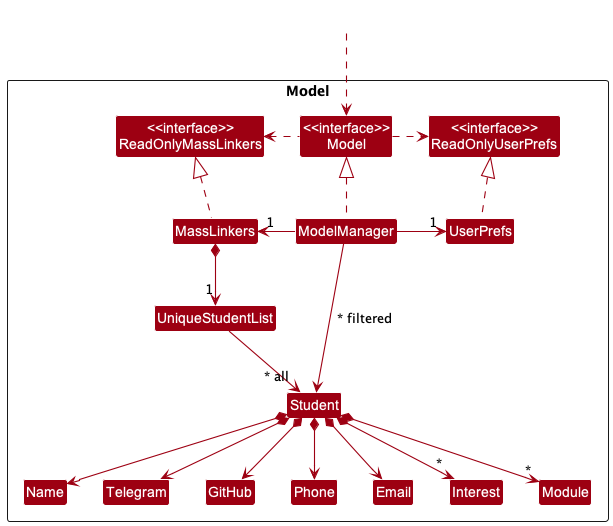 Model
<<interface>>
ReadOnlyMassLinkers
<<interface>>
Model
<<interface>>
ReadOnlyUserPrefs
MassLinkers
1
ModelManager
1
UserPrefs
1
UniqueStudentList
* filtered
* all
Student
*
*
Name
Telegram
GitHub
Phone
Email
Interest
Module